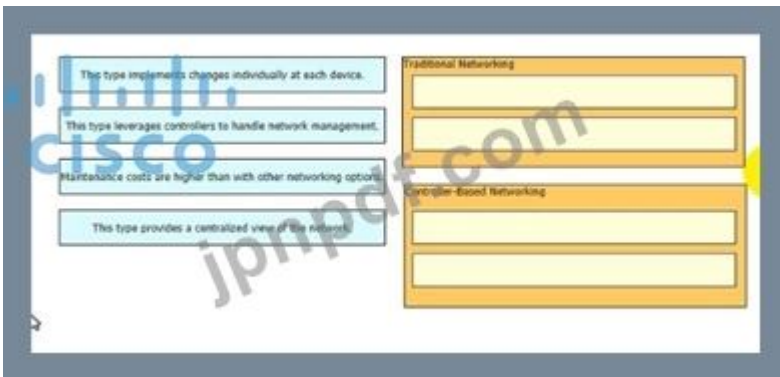 This type implements changes individually at each device.
This type leverages controllers to handle network management.
Maintenance costs are higher than with other networking options.
This type provides a centralized view of the network.
Traditional Networking
Controller-Based Networking
cisco
jpnpdf.com